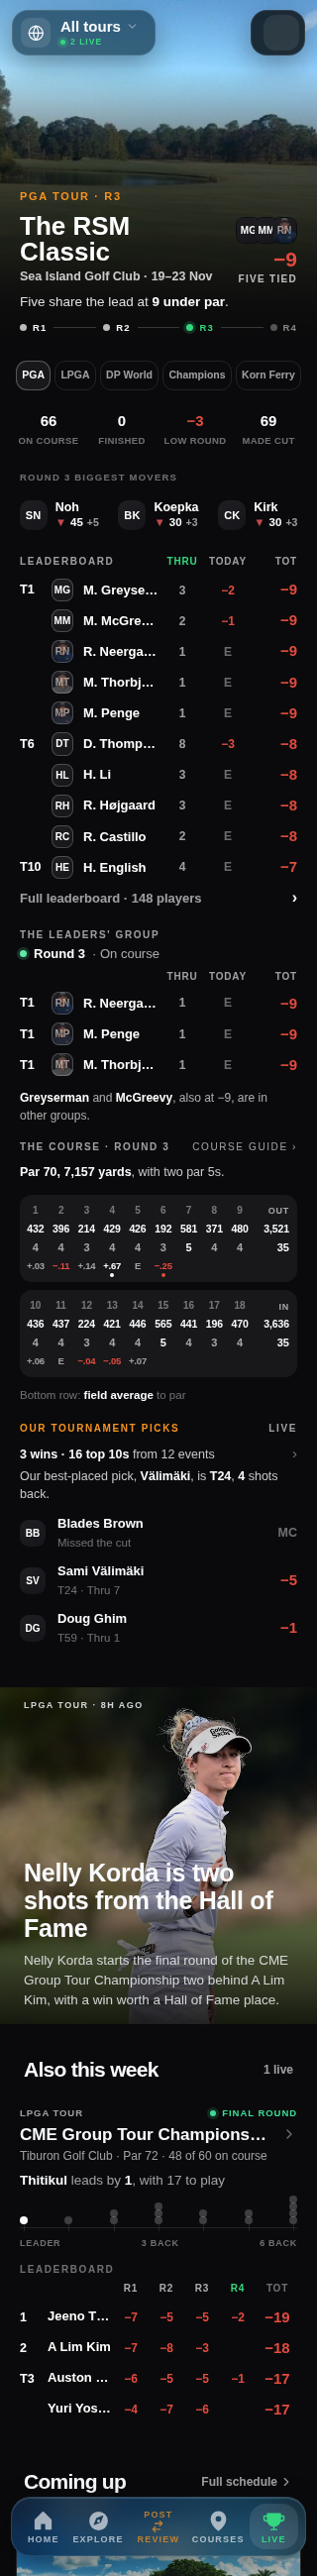 All tours
2 LIVE
PGA TOUR · R3
The RSM
Classic
MG MM RN
−9
Sea Island Golf Club · 19–23 Nov
FIVE TIED
Five share the lead at 9 under par.
R1 R2 R3 R4
PGA LPGA DP World Champions Korn Ferry
66 0 −3 69
ON COURSE FINISHED LOW ROUND MADE CUT
ROUND 3 BIGGEST MOVERS
SN Noh ▼ 45 +5
BK Koepka ▼ 30 +3
CK Kirk ▼ 30 +3
LEADERBOARD THRU TODAY TOT
T1 MG M. Greyse… 3 −2 −9
MM M. McGre… 2 −1 −9
RN R. Neerga… 1 E −9
MT M. Thorbj… 1 E −9
MP M. Penge 1 E −9
T6 DT D. Thomp… 8 −3 −8
HL H. Li 3 E −8
RH R. Højgaard 3 E −8
RC R. Castillo 2 E −8
T10 HE H. English 4 E −7
Full leaderboard · 148 players ›
THE LEADERS' GROUP
Round 3 · On course
THRU TODAY TOT
T1 RN R. Neerga… 1 E −9
T1 MP M. Penge 1 E −9
T1 MT M. Thorbj… 1 E −9
Greyserman and McGreevy, also at −9, are in
other groups.
THE COURSE · ROUND 3 COURSE GUIDE ›
Par 70, 7,157 yards, with two par 5s.
1 2 3 4 5 6 7 8 9 OUT
432 396 214 429 426 192 581 371 480 3,521
4 4 3 4 4 3 5 4 4 35
+.03 −.11 +.14 +.67 E −.25
10 11 12 13 14 15 16 17 18 IN
436 437 224 421 446 565 441 196 470 3,636
4 4 3 4 4 5 4 3 4 35
+.06 E −.04 −.05 +.07
Bottom row: field average to par
OUR TOURNAMENT PICKS LIVE
3 wins · 16 top 10s from 12 events ›
Our best-placed pick, Välimäki, is T24, 4 shots
back.
BB Blades Brown MC
Missed the cut
SV Sami Välimäki −5
T24 · Thru 7
DG Doug Ghim −1
T59 · Thru 1
LPGA TOUR · 8H AGO
Nelly Korda is two
shots from the Hall of
Fame
Nelly Korda starts the final round of the CME
Group Tour Championship two behind A Lim
Kim, with a win worth a Hall of Fame place.
Also this week 1 live
LPGA TOUR FINAL ROUND
CME Group Tour Champions… ›
Tiburon Golf Club · Par 72 · 48 of 60 on course
Thitikul leads by 1, with 17 to play
LEADER 3 BACK 6 BACK
LEADERBOARD
R1 R2 R3 R4 TOT
1 Jeeno T… −7 −5 −5 −2 −19
2 A Lim Kim −7 −8 −3 −18
T3 Auston … −6 −5 −5 −1 −17
Yuri Yos… −4 −7 −6 −17
Coming up Full schedule ›
HOME EXPLORE POST REVIEW COURSES LIVE